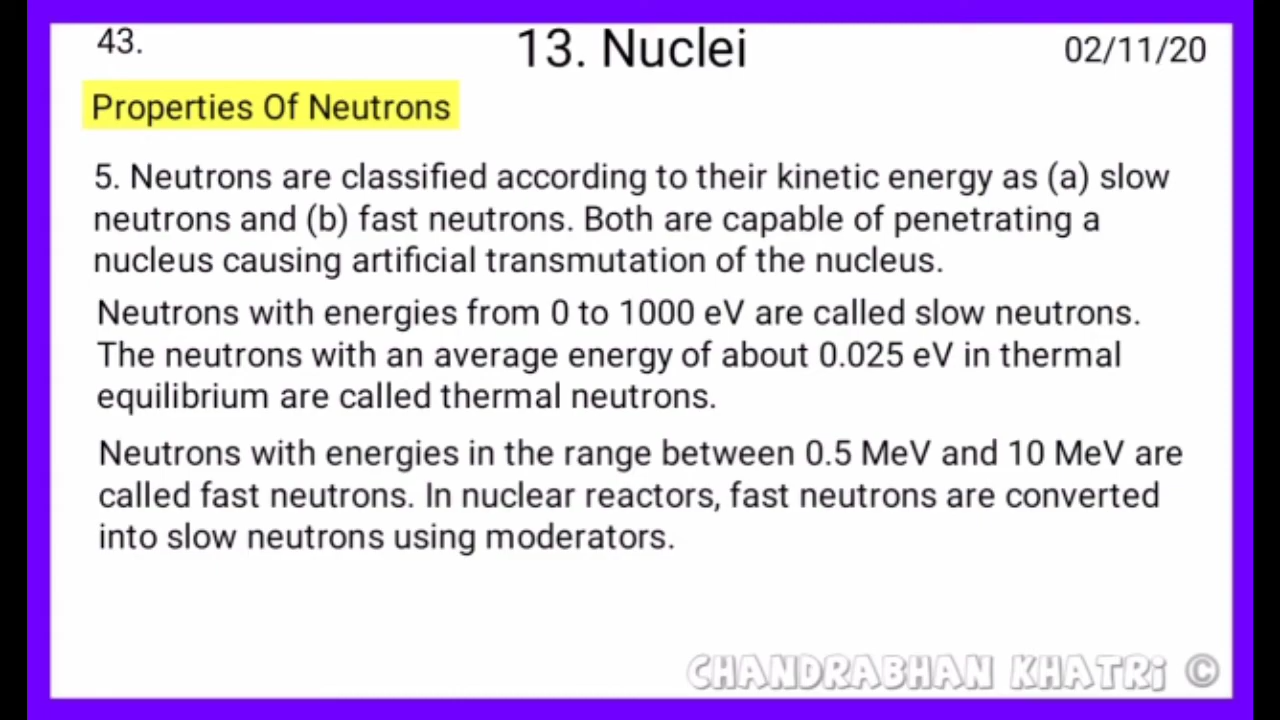 43.
13. Nuclei
02/11/20
Properties Of Neutrons
5. Neutrons are classified according to their kinetic energy as (a) slow
neutrons and (b) fast neutrons. Both are capable of penetrating a
nucleus causing artificial transmutation of the nucleus.
Neutrons with energies from 0 to 1000 eV are called slow neutrons.
The neutrons with an average energy of about 0.025 eV in thermal
equilibrium are called thermal neutrons.
Neutrons with energies in the range between 0.5 MeV and 10 MeV are
called fast neutrons. In nuclear reactors, fast neutrons are converted
into slow neutrons using moderators.
CHANDRABHAN KHATRi ©